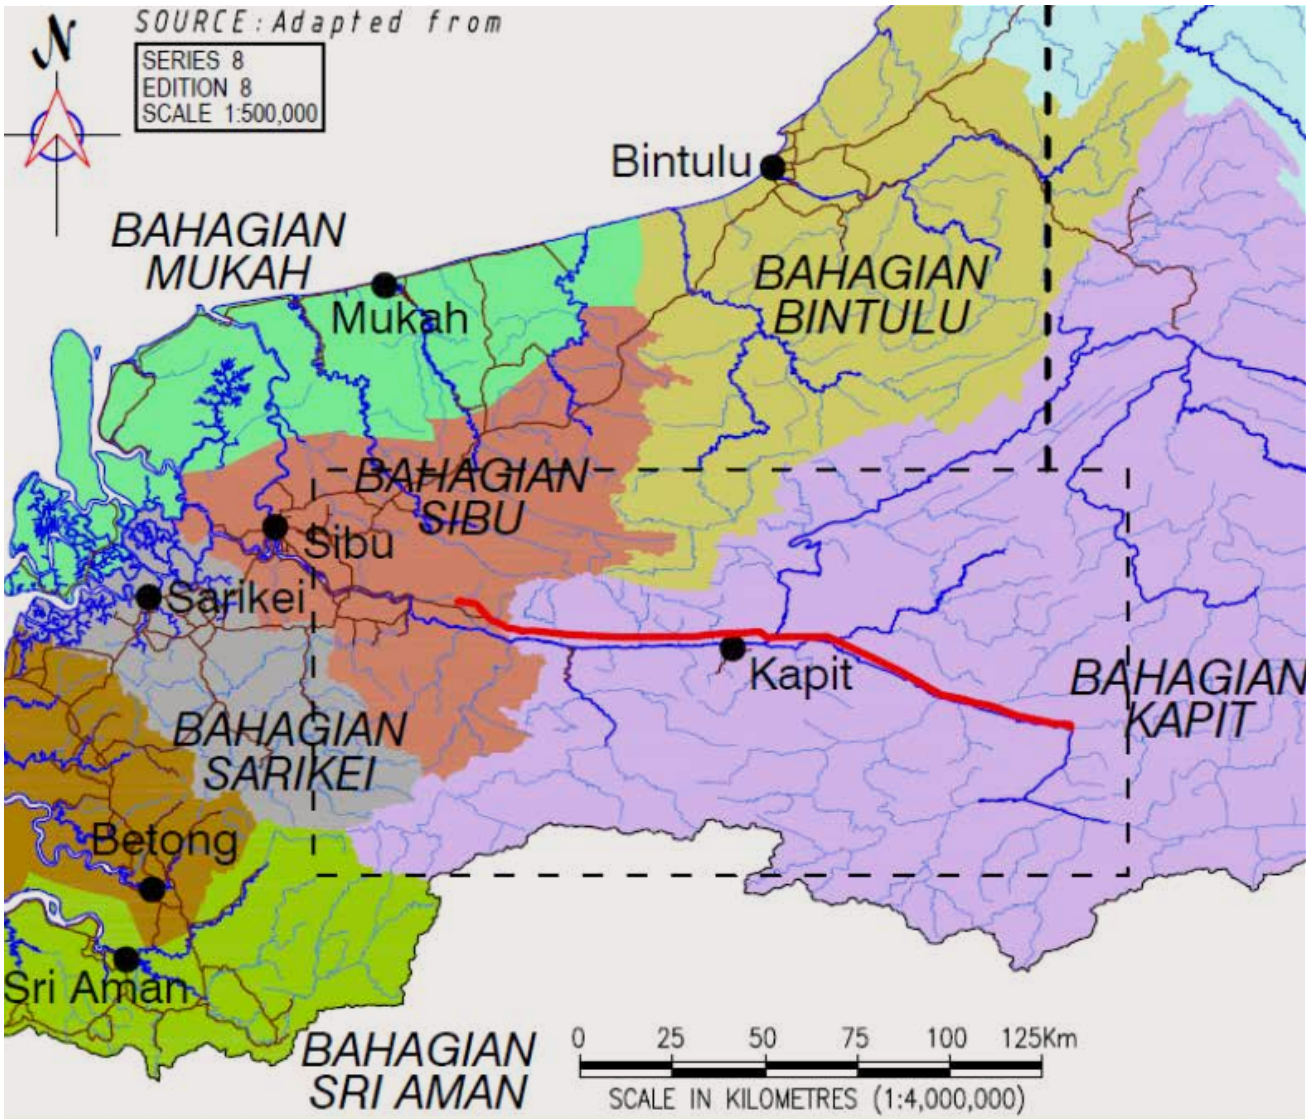 SOURCE:Adapted from
N
SERIES 8
EDITION 8
SCALE 1:500,000
Bintulu
BAHAGIAN
MUKAH
BAHAGIAN
BINTULU
Mukah
BAHAGIAN
SIBU
Sibu
Sarikei
Kapit
BAHAGIAN
KAPIT
BAHAGIAN
SARIKEI
Betong
Sri Aman
BAHAGIAN
SRI AMAN
0 25 50 75 100 125Km
SCALE IN KILOMETRES (1:4,000,000)